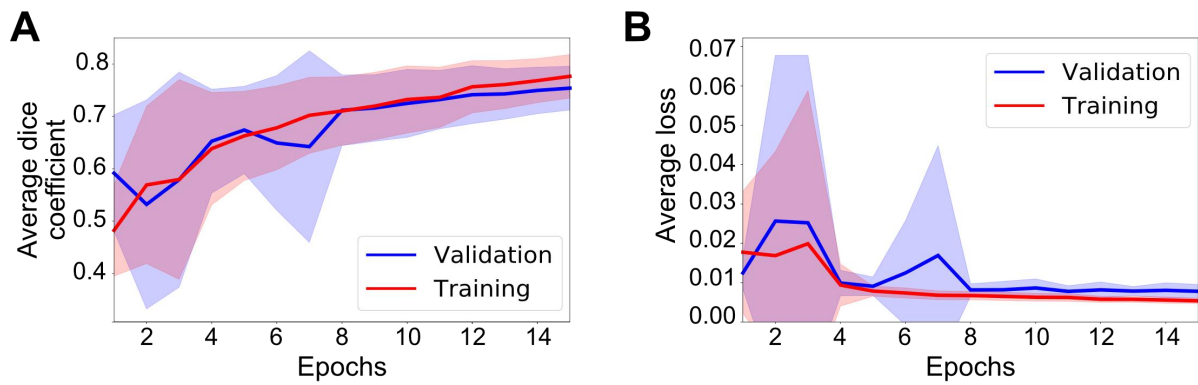 A
Average dice
coefficient
0.8
0.7
0.6
0.5
0.4
2 4 6 8 10 12 14
Epochs
Validation
Training
B
Average loss
0.07
0.06
0.05
0.04
0.03
0.02
0.01
0.00
2 4 6 8 10 12 14
Epochs
Validation
Training